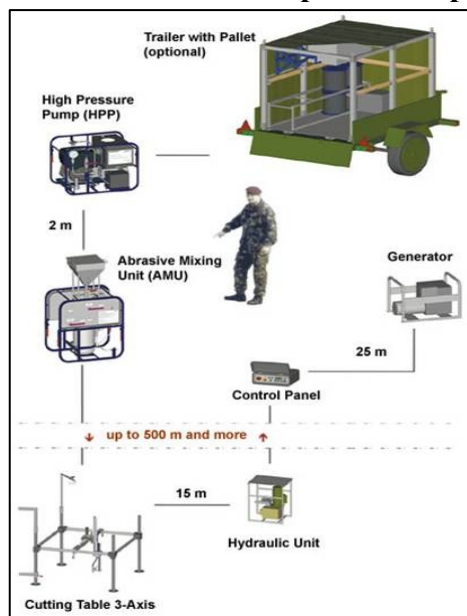 Trailer with Pallet
(optional)
High Pressure
Pump (HPP)
2 m
Abrasive Mixing
Unit (AMU)
Generator
25 m
Control Panel
up to 500 m and more
15 m
Hydraulic Unit
Cutting Table 3-Axis